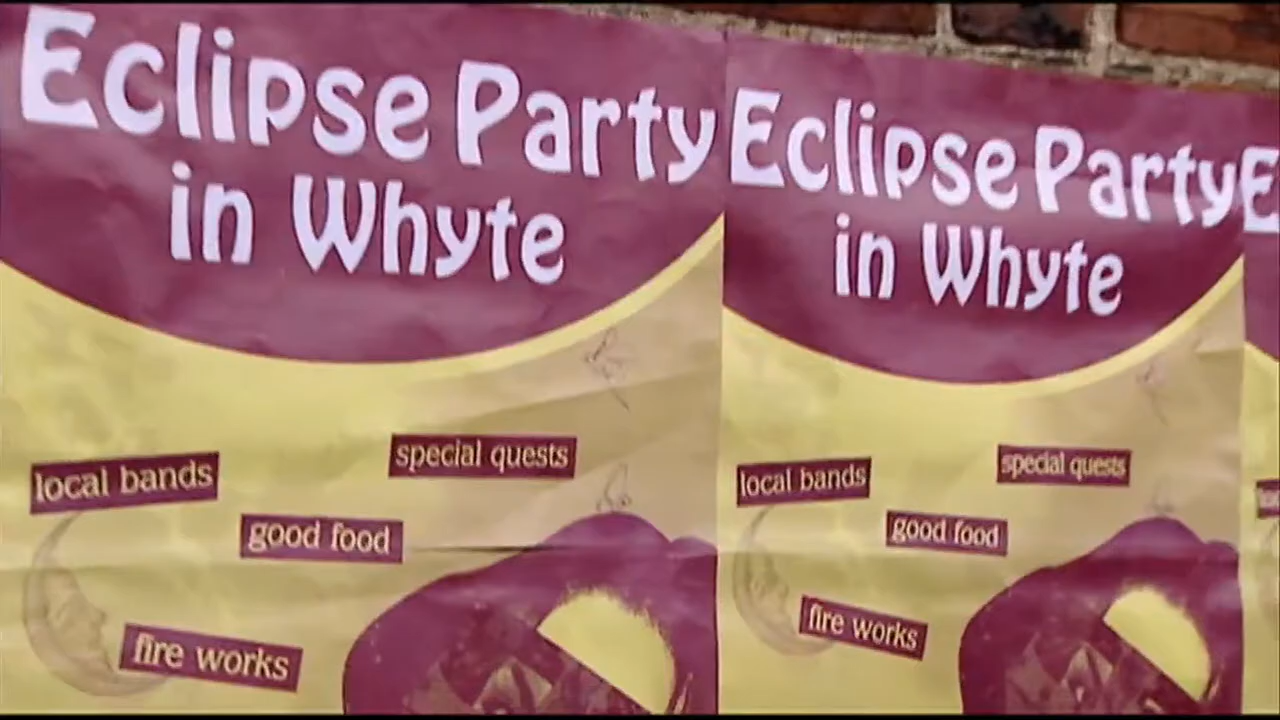 Eclipse Party
in Whyte
local bands
special quests
good food
fire works
Eclipse Party
in Whyte
local bands
special quests
good food
fire works
E